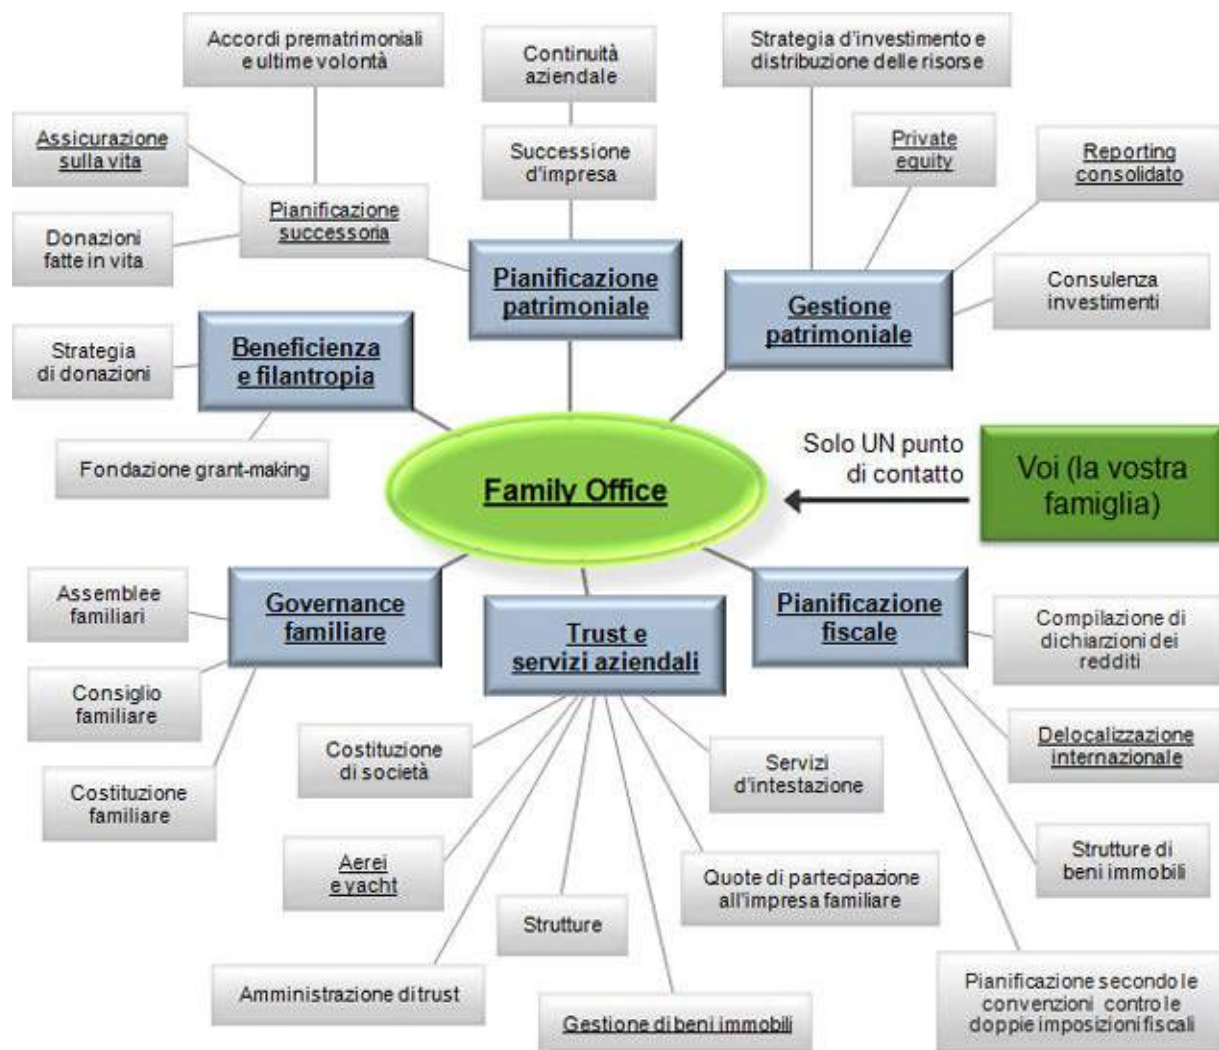 Accordi prematrimoniali
e ultime volontà
Continuità
aziendale
Strategia d'investimento e
distribuzione delle risorse
Assicurazione
sulla vita
Successione
d'impresa
Private
equity
Reporting
consolidato
Pianificazione
successoria
Donazioni
fatte in vita
Pianificazione
patrimoniale
Gestione
patrimoniale
Consulenza
investimenti
Strategia
di donazioni
Beneficienza
e filantropia
Fondazione grant-making
Family Office
Solo UN punto
di contatto
Voi (la vostra
famiglia)
Assemblee
familiari
Governance
familiare
Trust e
servizi aziendali
Pianificazione
fiscale
Compilazione di
dichiarzioni dei
redditi
Consiglio
familiare
Costituzione
familiare
Costituzione
di società
Servizi
d'intestazione
Delocalizzazione
internazionale
Aerei
e yacht
Strutture
Quote di partecipazione
all'impresa familiare
Strutture di
beni immobili
Amministrazione di trust
Gestione di beni immobili
Pianificazione secondo le
convenzioni contro le
doppie imposizioni fiscali